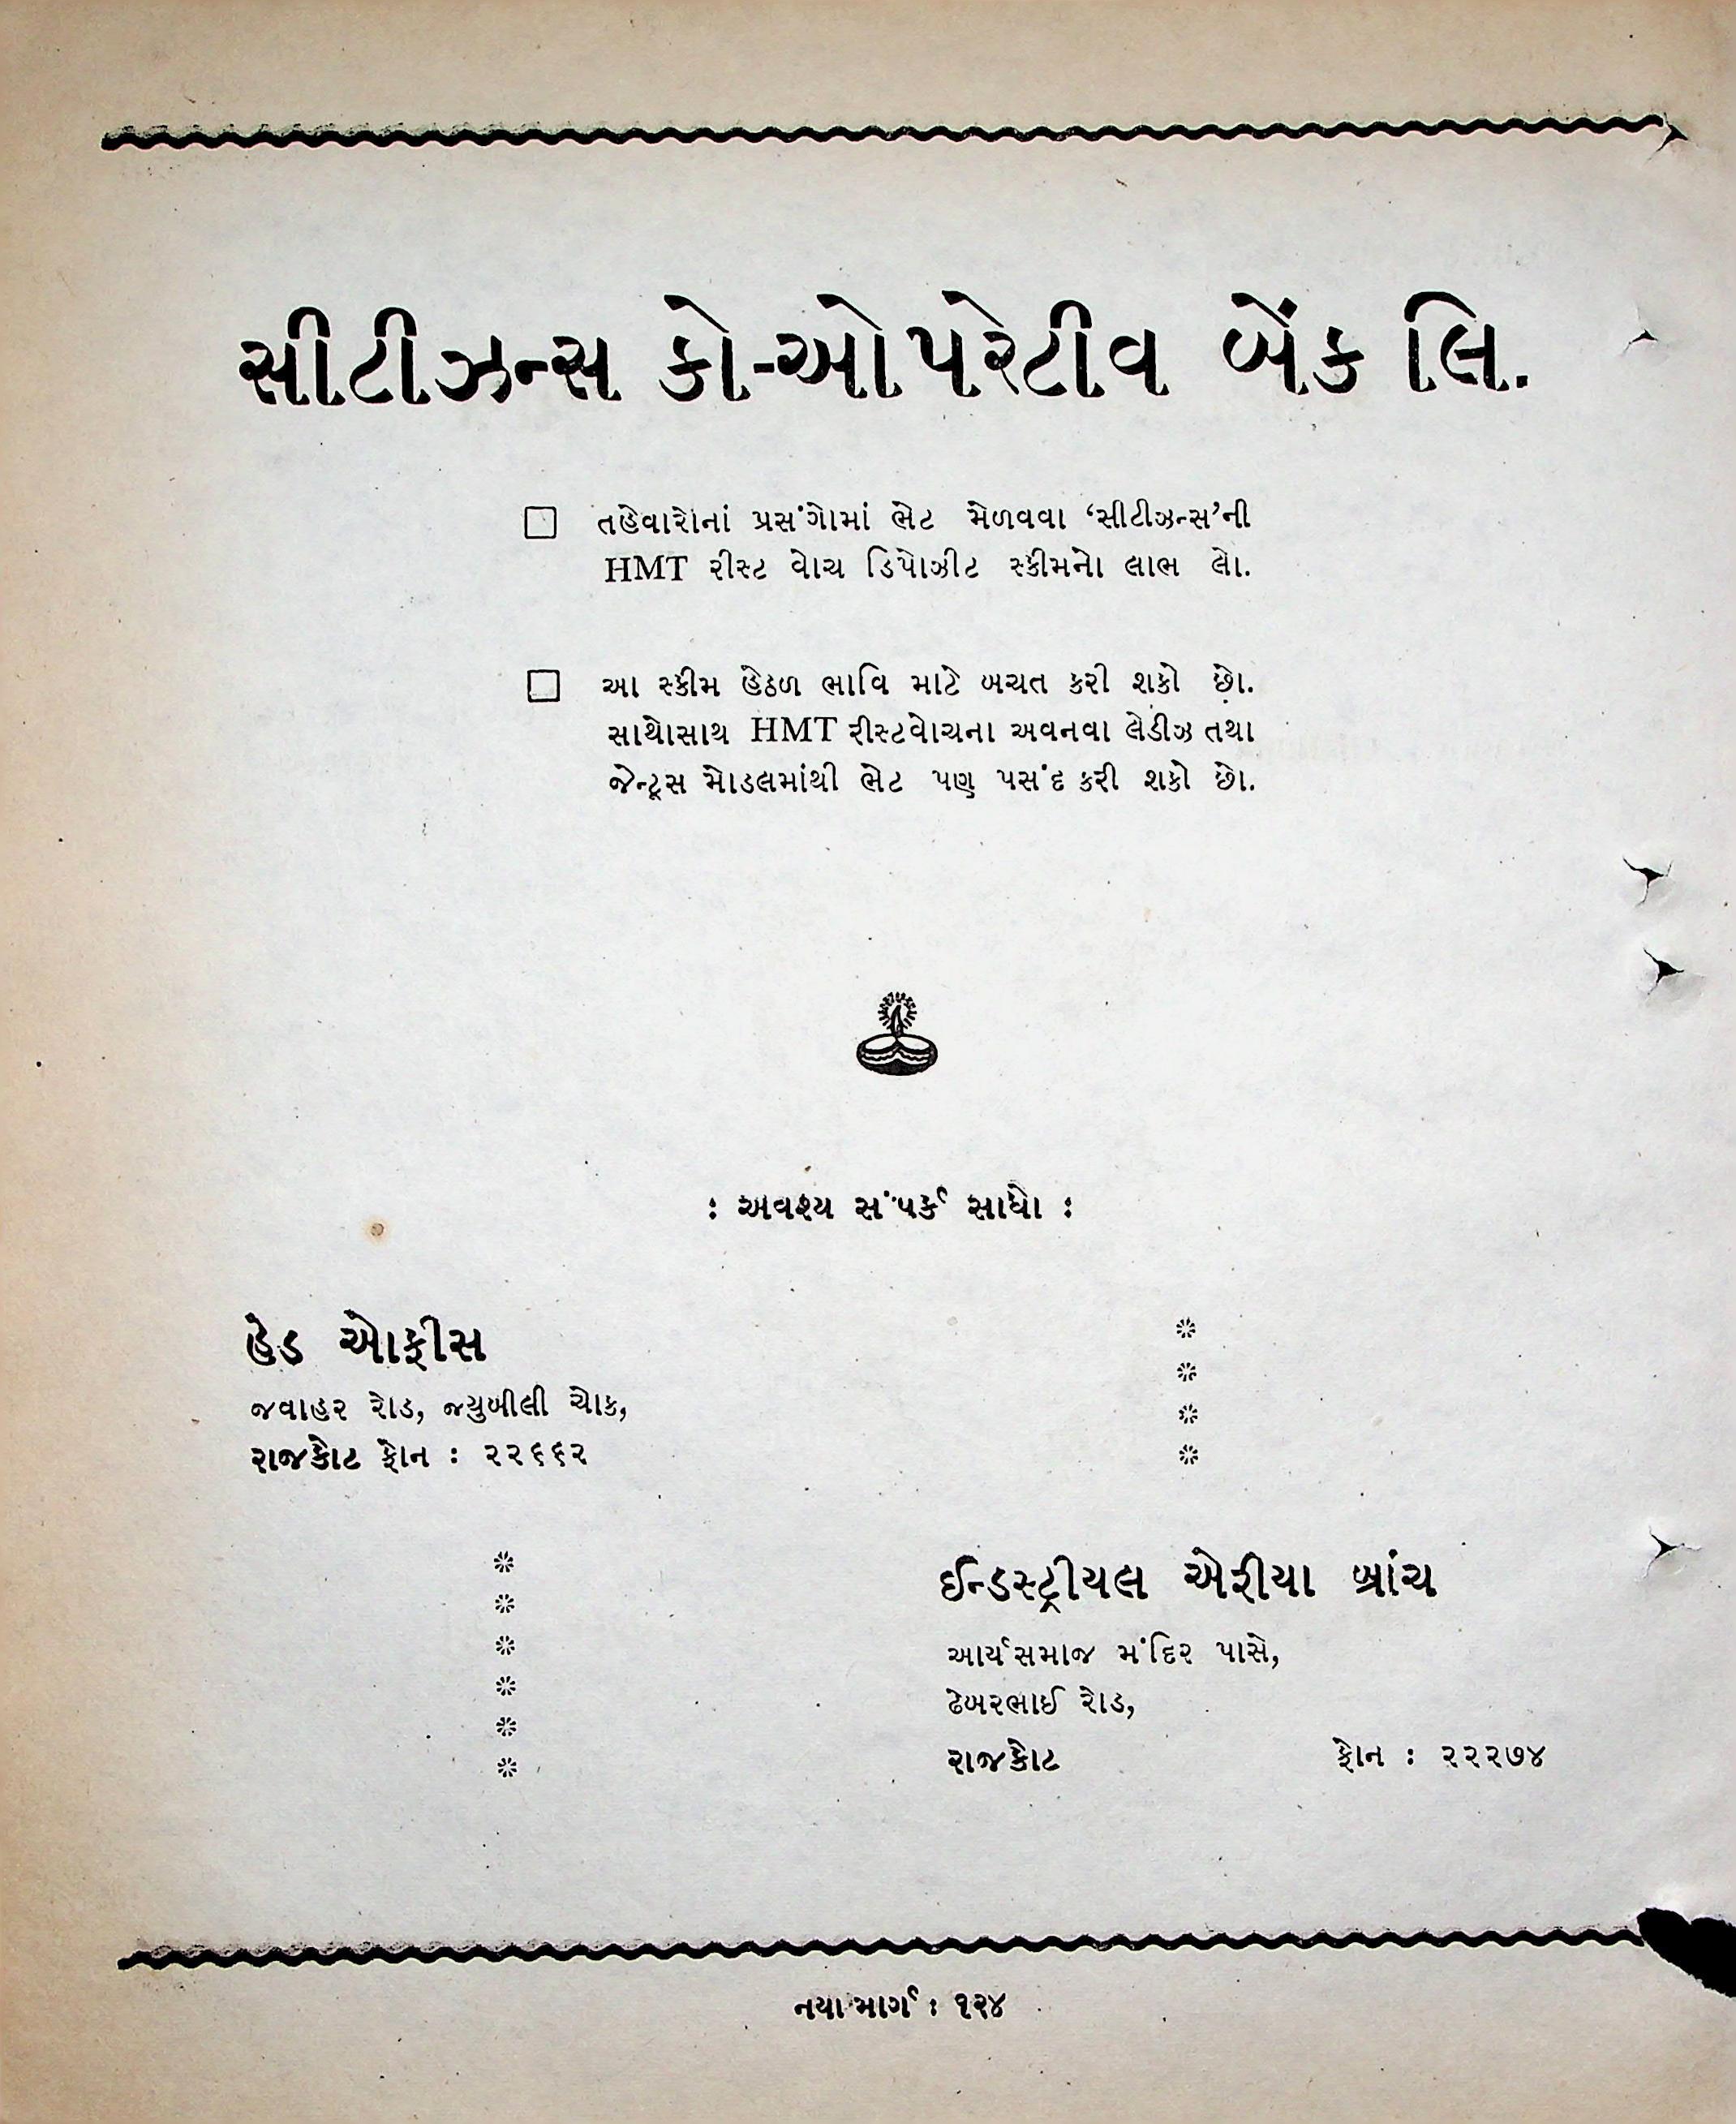 સીટીઝન્સ કો-ઓપરેટીવ બેંક લિ.
તહેવારોનાં પ્રસંગોમાં ભેટ મેળવવા ‘સીટીઝન્સ’ની
HMT રીસ્ટ વોચ ડિપોઝીટ સ્કીમનો લાભ લો.
આ સ્કીમ હેઠળ ભાવિ માટે બચત કરી શકો છો.
સાથોસાથ HMT રીસ્ટવોચના અવનવા લેડીઝ તથા
જેન્ટ્સ મોડલમાંથી ભેટ પણ પસંદ કરી શકો છો.
: અવશ્ય સંપર્ક સાધો :
હેડ ઓફીસ
જવાહર રોડ, જ્યુબીલી ચોક,
રાજકોટ ફોન : ૨૨૬૬૨
ઈન્ડસ્ટ્રીયલ એરીયા બ્રાંચ
આર્યસમાજ મંદિર પાસે,
ઢેબરભાઈ રોડ,
રાજકોટ ફોન : ૨૨૨૭૪
નયા માર્ગ : ૧૨૪